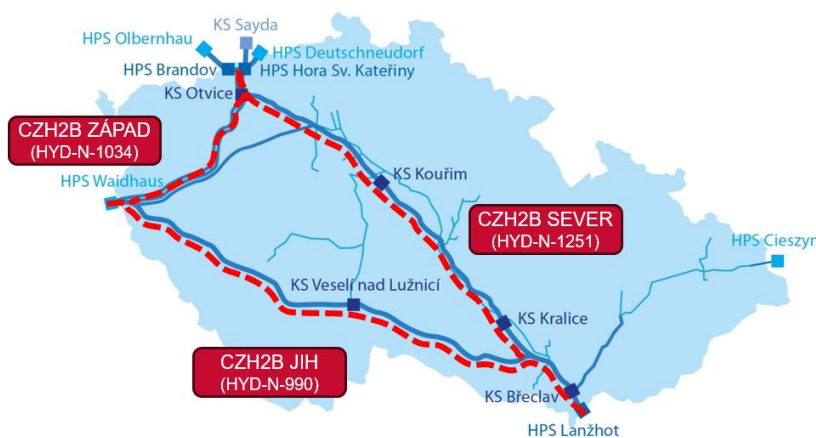 KS Sayda
HPS Olbernhau
HPS Deutschneudorf
HPS Brandov
HPS Hora Sv. Kateřiny
KS Otvice
CZH2B ZÁPAD
(HYD-N-1034)
HPS Waidhaus
KS Kouřim
CZH2B SEVER
(HYD-N-1251)
HPS Cieszyn
KS Veselí nad Lužnicí
KS Kralice
CZH2B JIH
(HYD-N-990)
KS Břeclav
HPS Lanžhot